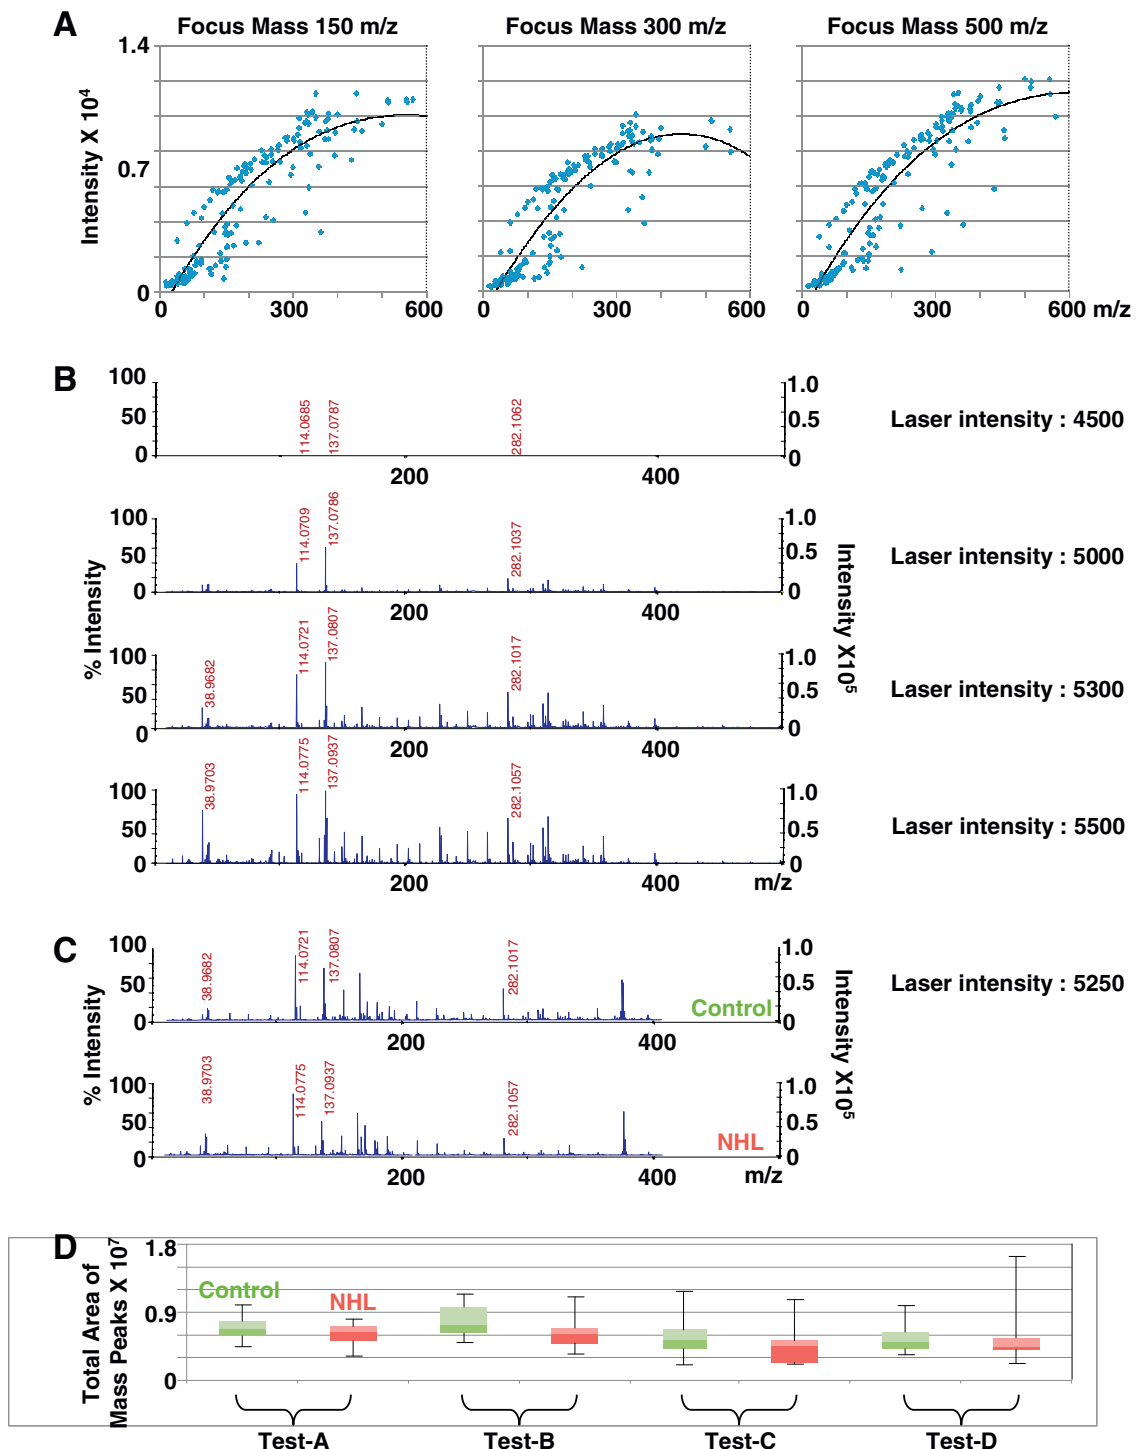 A
Focus Mass 150 m/z
Focus Mass 300 m/z
Focus Mass 500 m/z
Intensity X 10⁴
1.4
0.7
0
0 300 600
0 300 600
0 300 600 m/z
B
% Intensity
Intensity X10⁵
100
50
0
114.0685
137.0787
282.1062
1.0
0.5
0
200 400
Laser intensity : 4500
100
50
0
114.0709
137.0786
282.1037
1.0
0.5
0
200 400
Laser intensity : 5000
100
50
0
38.9682
114.0721
137.0807
282.1017
1.0
0.5
0
200 400
Laser intensity : 5300
100
50
0
38.9703
114.0775
137.0937
282.1057
1.0
0.5
0
200 400 m/z
Laser intensity : 5500
C
% Intensity
Intensity X10⁵
100
50
0
38.9682
114.0721
137.0807
282.1017
1.0
0.5
0
Control
200 400
Laser intensity : 5250
100
50
0
38.9703
114.0775
137.0937
282.1057
1.0
0.5
0
NHL
200 400 m/z
D
Total Area of
Mass Peaks X 10⁷
1.8
0.9
0
Control
NHL
Test-A Test-B Test-C Test-D